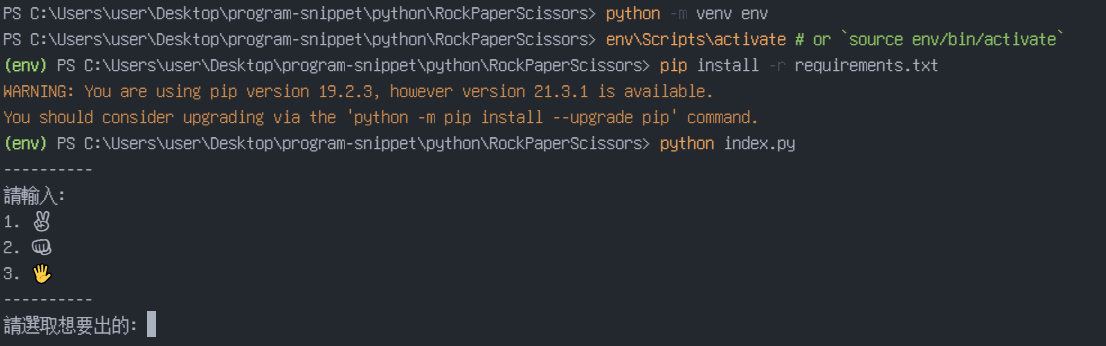 PS C:\Users\user\Desktop\program-snippet\python\RockPaperScissors> python -m venv env
PS C:\Users\user\Desktop\program-snippet\python\RockPaperScissors> env\Scripts\activate # or `source env/bin/activate`
(env) PS C:\Users\user\Desktop\program-snippet\python\RockPaperScissors> pip install -r requirements.txt
WARNING: You are using pip version 19.2.3, however version 21.3.1 is available.
You should consider upgrading via the 'python -m pip install --upgrade pip' command.
(env) PS C:\Users\user\Desktop\program-snippet\python\RockPaperScissors> python index.py
----------
請輸入:
1. ✌
2. 👊
3. 🖐
----------
請選取想要出的: